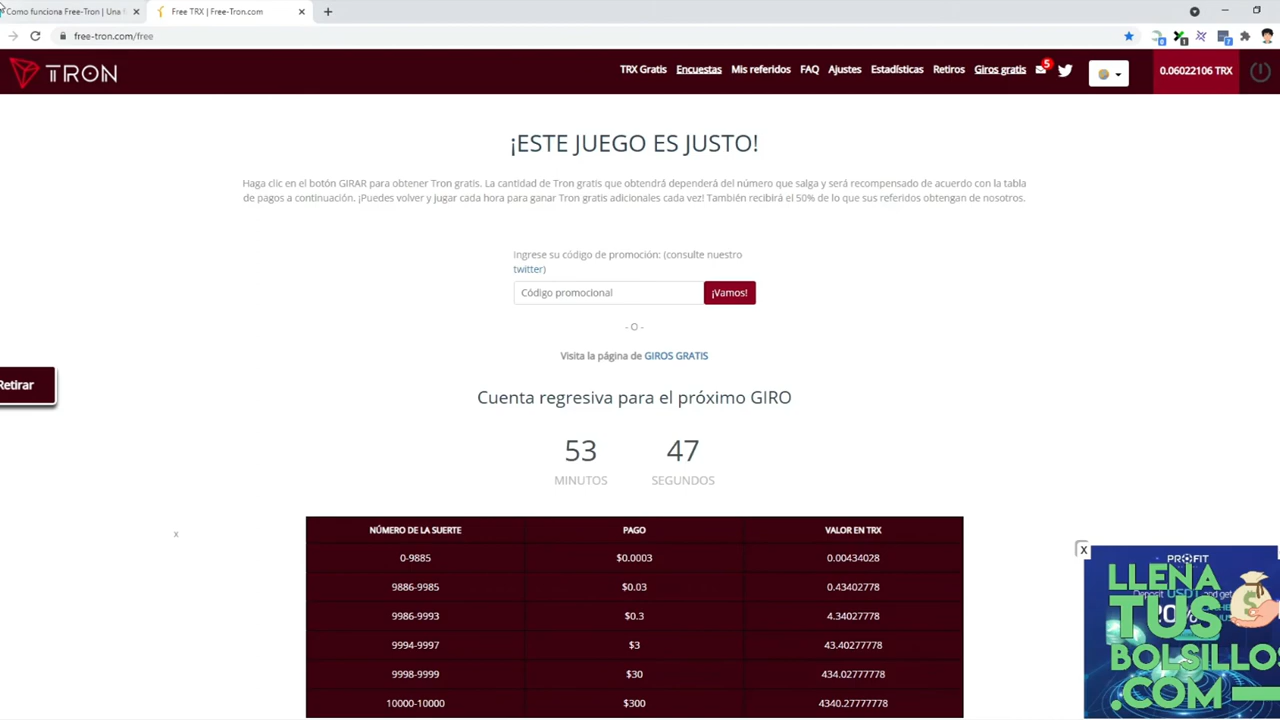 Como funciona Free-Tron | Una
Free TRX | Free-Tron.com
free-tron.com/free
TRON
TRX Gratis Encuestas Mis referidos FAQ Ajustes Estadísticas Retiros Giros gratis 5 0.06022106 TRX
¡ESTE JUEGO ES JUSTO!
Haga clic en el botón GIRAR para obtener Tron gratis. La cantidad de Tron gratis que obtendrá dependerá del número que salga y será recompensado de acuerdo con la tabla
de pagos a continuación. ¡Puedes volver y jugar cada hora para ganar Tron gratis adicionales cada vez! También recibirá el 50% de lo que sus referidos obtengan de nosotros.
Ingrese su código de promoción: (consulte nuestro
twitter)
Código promocional ¡Vamos!
- O -
Visita la página de GIROS GRATIS
Retirar
Cuenta regresiva para el próximo GIRO
53 47
MINUTOS SEGUNDOS
x
NÚMERO DE LA SUERTE PAGO VALOR EN TRX
0-9885 $0.0003 0.00434028
9886-9985 $0.03 0.43402778
9986-9993 $0.3 4.34027778
9994-9997 $3 43.40277778
9998-9999 $30 434.02777778
10000-10000 $300 4340.27777778
X
PROFIT
Deposit USDT and get
LLENA
TUS
BOLSILLOS
.COM